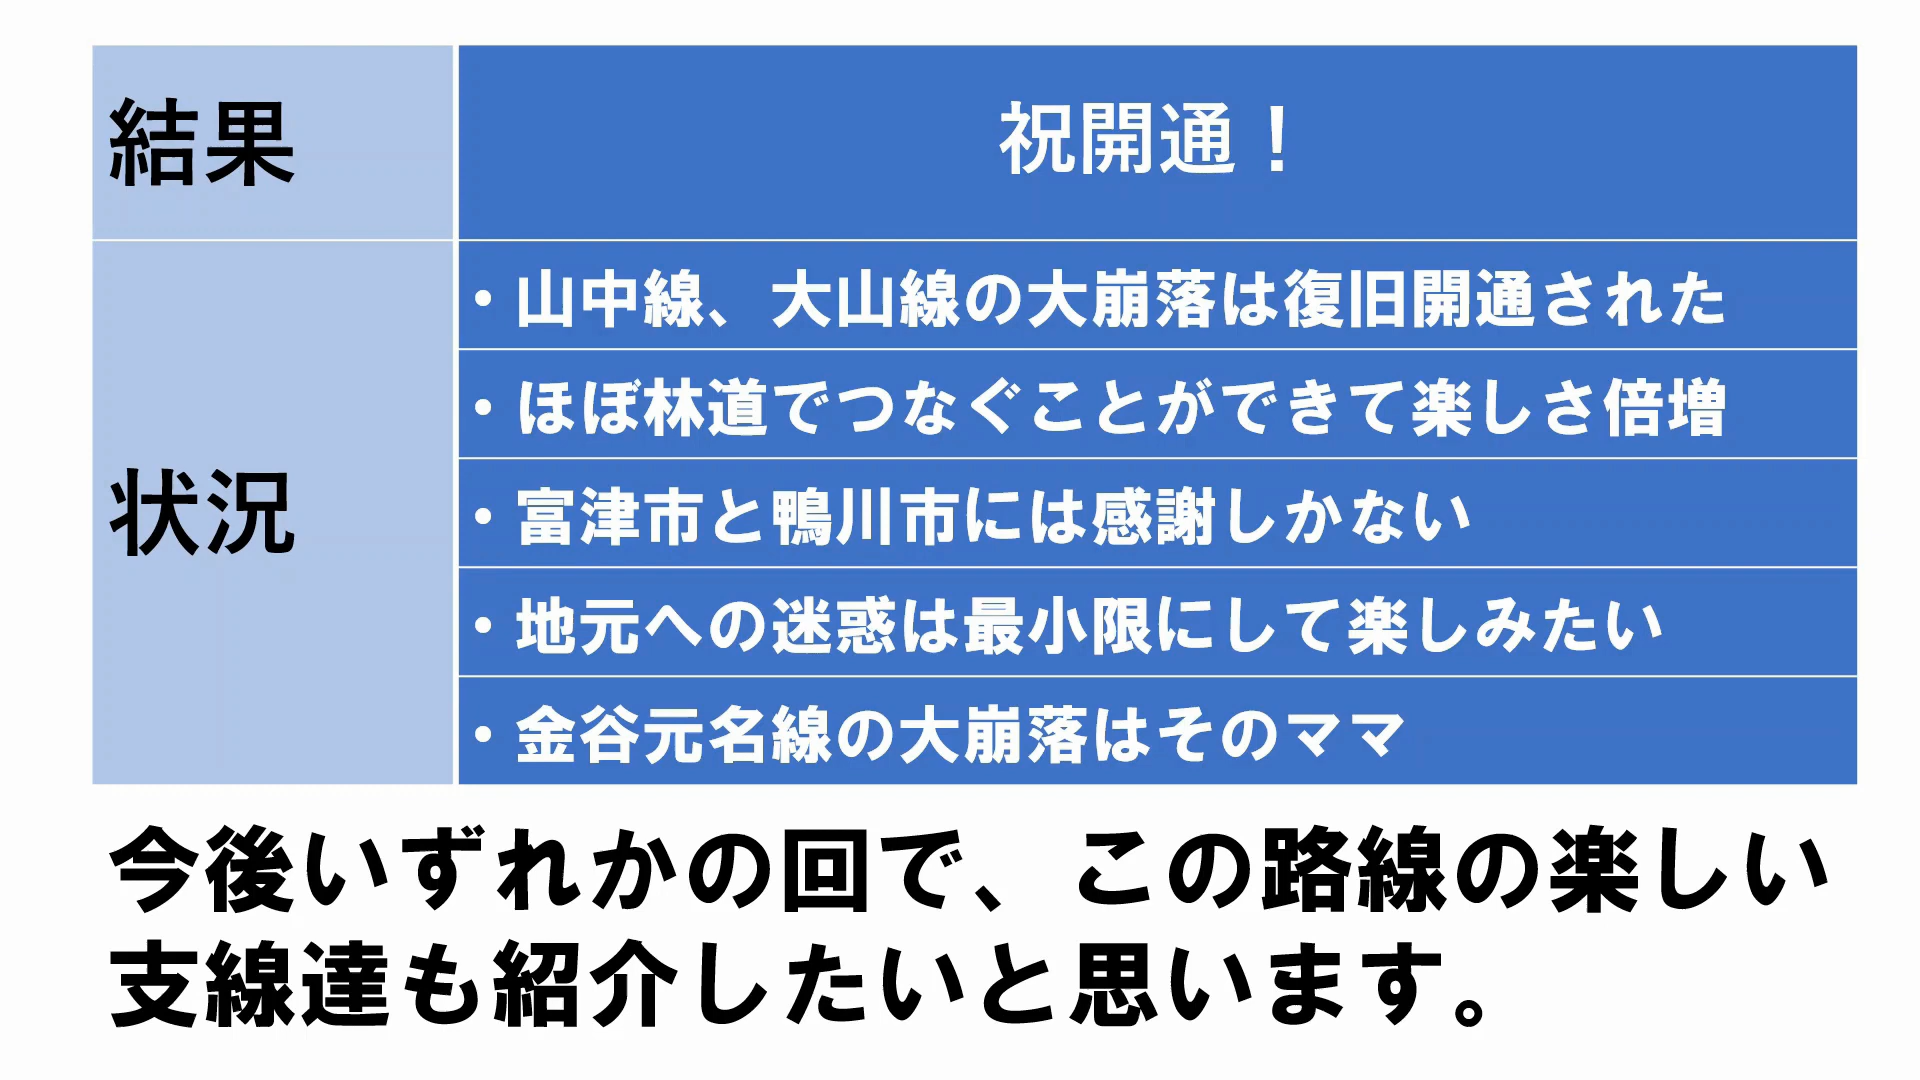 結果
祝開通！
状況
・山中線、大山線の大崩落は復旧開通された
・ほぼ林道でつなぐことができて楽しさ倍増
・富津市と鴨川市には感謝しかない
・地元への迷惑は最小限にして楽しみたい
・金谷元名線の大崩落はそのママ
今後いずれかの回で、この路線の楽しい
支線達も紹介したいと思います。